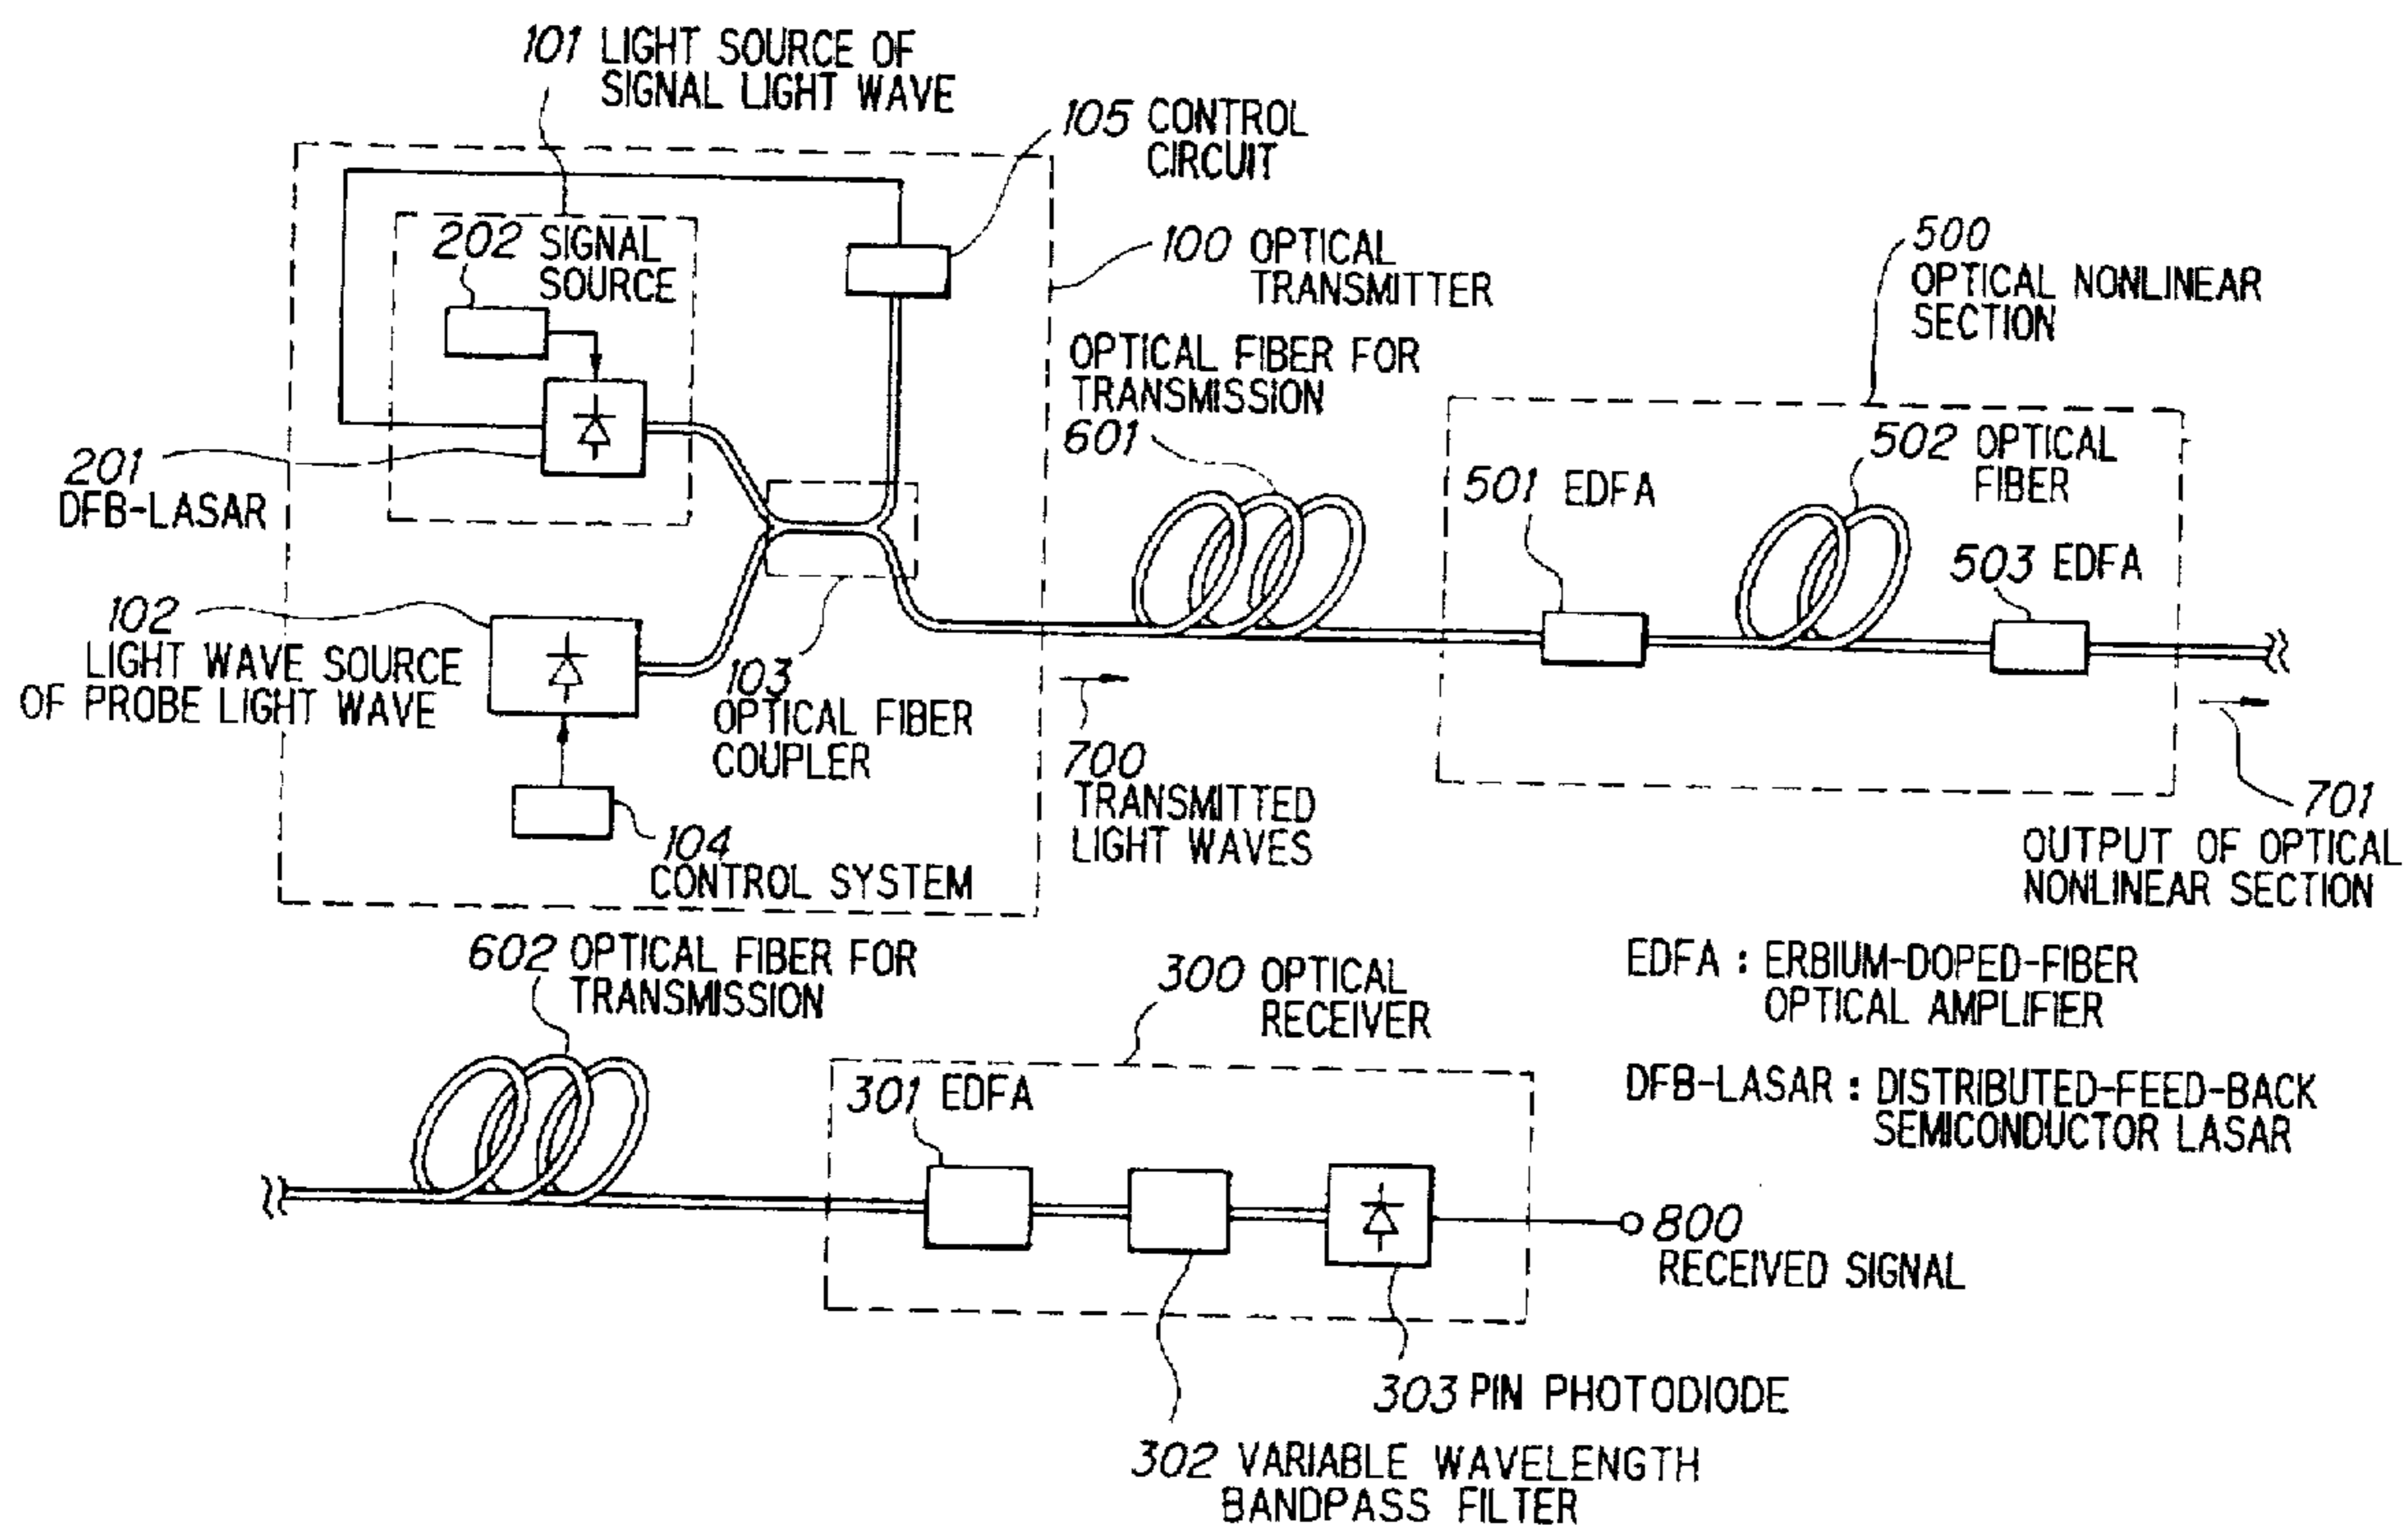 101 LIGHT SOURCE OF
SIGNAL LIGHT WAVE
105 CONTROL
CIRCUIT
202 SIGNAL
SOURCE
100 OPTICAL
TRANSMITTER
500
OPTICAL NONLINEAR
SECTION
OPTICAL FIBER FOR
TRANSMISSION
601
201
DFB-LASAR
501 EDFA
502 OPTICAL
FIBER
503 EDFA
102
LIGHT WAVE SOURCE
OF PROBE LIGHT WAVE
103
OPTICAL FIBER
COUPLER
700
TRANSMITTED
LIGHT WAVES
701
OUTPUT OF OPTICAL
NONLINEAR SECTION
104
CONTROL SYSTEM
602 OPTICAL FIBER FOR
TRANSMISSION
300 OPTICAL
RECEIVER
EDFA : ERBIUM-DOPED-FIBER
OPTICAL AMPLIFIER
DFB-LASAR : DISTRIBUTED-FEED-BACK
SEMICONDUCTOR LASAR
301 EDFA
800
RECEIVED SIGNAL
303 PIN PHOTODIODE
302 VARIABLE WAVELENGTH
BANDPASS FILTER